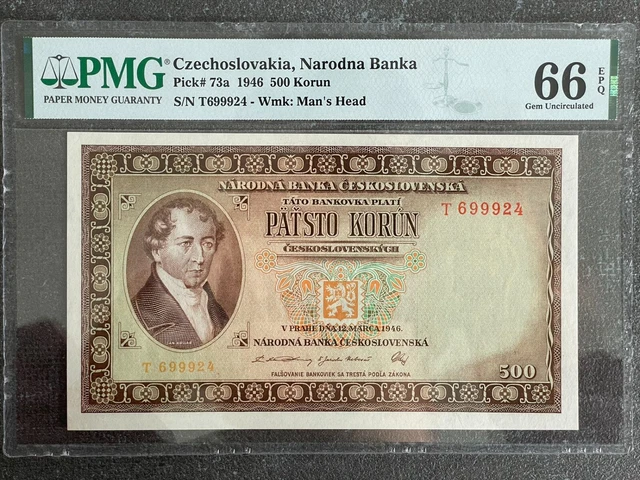 PMG®
PAPER MONEY GUARANTY
Czechoslovakia, Narodna Banka
Pick# 73a 1946 500 Korun
S/N T699924 - Wmk: Man's Head
66 EPQ
Gem Uncirculated
NÁRODNÁ BANKA ČESKOSLOVENSKÁ
TÁTO BANKOVKA PLATÍ
PÄŤSTO KORÚN
ČESKOSLOVENSKÝCH
T 699924
V PRAHE DŇA 12. MARCA 1946.
NÁRODNÁ BANKA ČESKOSLOVENSKÁ
T 699924
FALŠOVANIE BANKOVIEK SA TRESTÁ PODĽA ZÁKONA
500